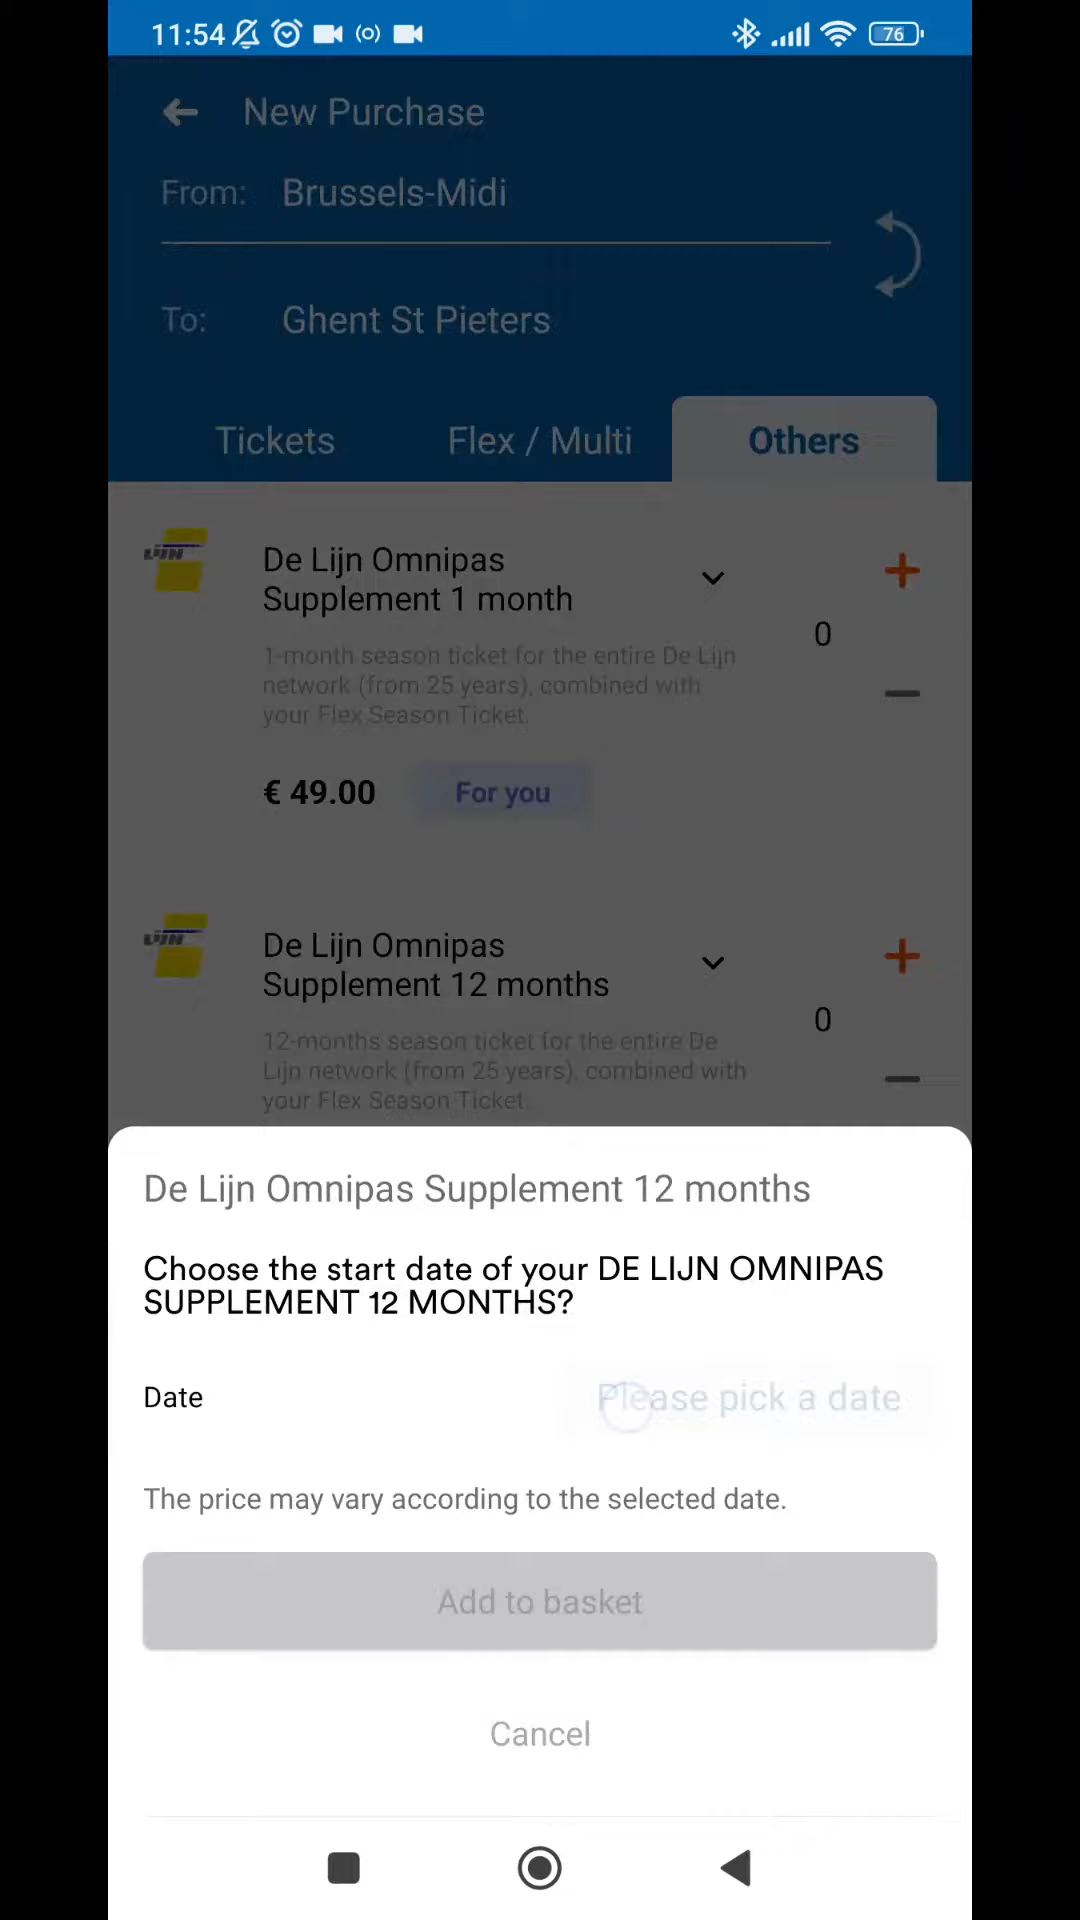 11:54 76
New Purchase
From: Brussels-Midi
To: Ghent St Pieters
Tickets Flex / Multi Others
LIJN De Lijn Omnipas
Supplement 1 month
0
1-month season ticket for the entire De Lijn
network (from 25 years), combined with
your Flex Season Ticket.
€ 49.00 For you
LIJN De Lijn Omnipas
Supplement 12 months
0
12-months season ticket for the entire De
Lijn network (from 25 years), combined with
your Flex Season Ticket.
De Lijn Omnipas Supplement 12 months
Choose the start date of your DE LIJN OMNIPAS
SUPPLEMENT 12 MONTHS?
Date Please pick a date
The price may vary according to the selected date.
Add to basket
Cancel